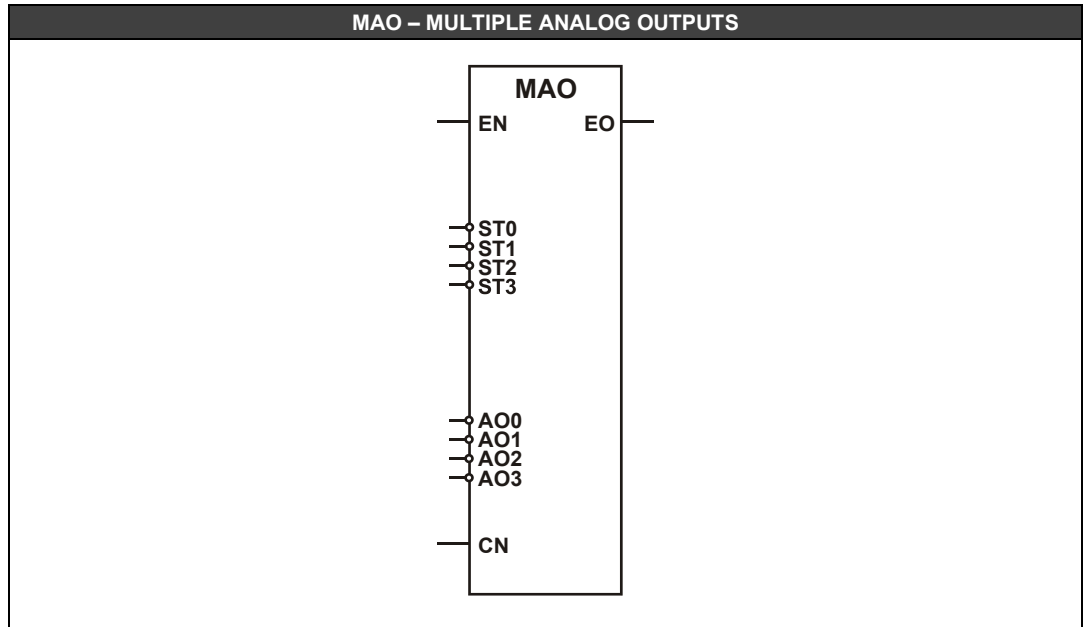 MAO – MULTIPLE ANALOG OUTPUTS
MAO
EN EO
ST0
ST1
ST2
ST3
AO0
AO1
AO2
AO3
CN